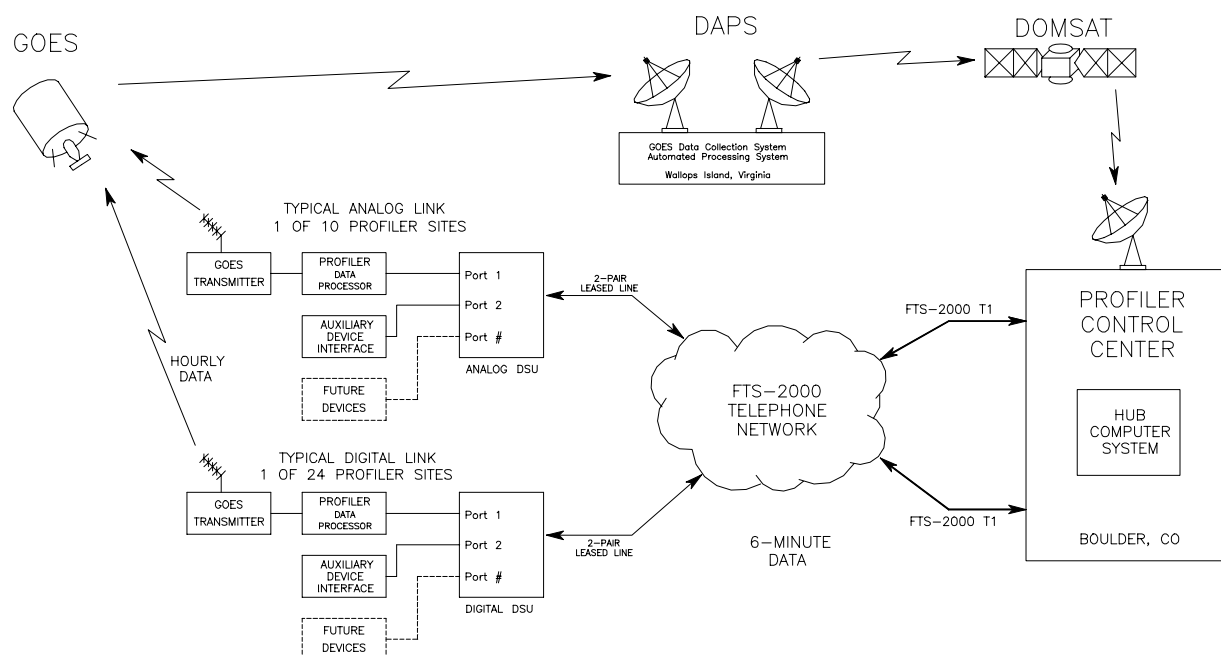 GOES
DAPS
DOMSAT
GOES Data Collection System
Automated Processing System
Wallops Island, Virginia
TYPICAL ANALOG LINK
1 OF 10 PROFILER SITES
GOES
TRANSMITTER
PROFILER
DATA
PROCESSOR
Port 1
Port 2
Port #
AUXILIARY
DEVICE
INTERFACE
FUTURE
DEVICES
ANALOG DSU
2-PAIR
LEASED LINE
HOURLY
DATA
FTS-2000
TELEPHONE
NETWORK
FTS-2000 T1
PROFILER
CONTROL
CENTER
HUB
COMPUTER
SYSTEM
BOULDER, CO
TYPICAL DIGITAL LINK
1 OF 24 PROFILER SITES
GOES
TRANSMITTER
PROFILER
DATA
PROCESSOR
Port 1
Port 2
Port #
AUXILIARY
DEVICE
INTERFACE
FUTURE
DEVICES
DIGITAL DSU
2-PAIR
LEASED LINE
6-MINUTE
DATA
FTS-2000 T1